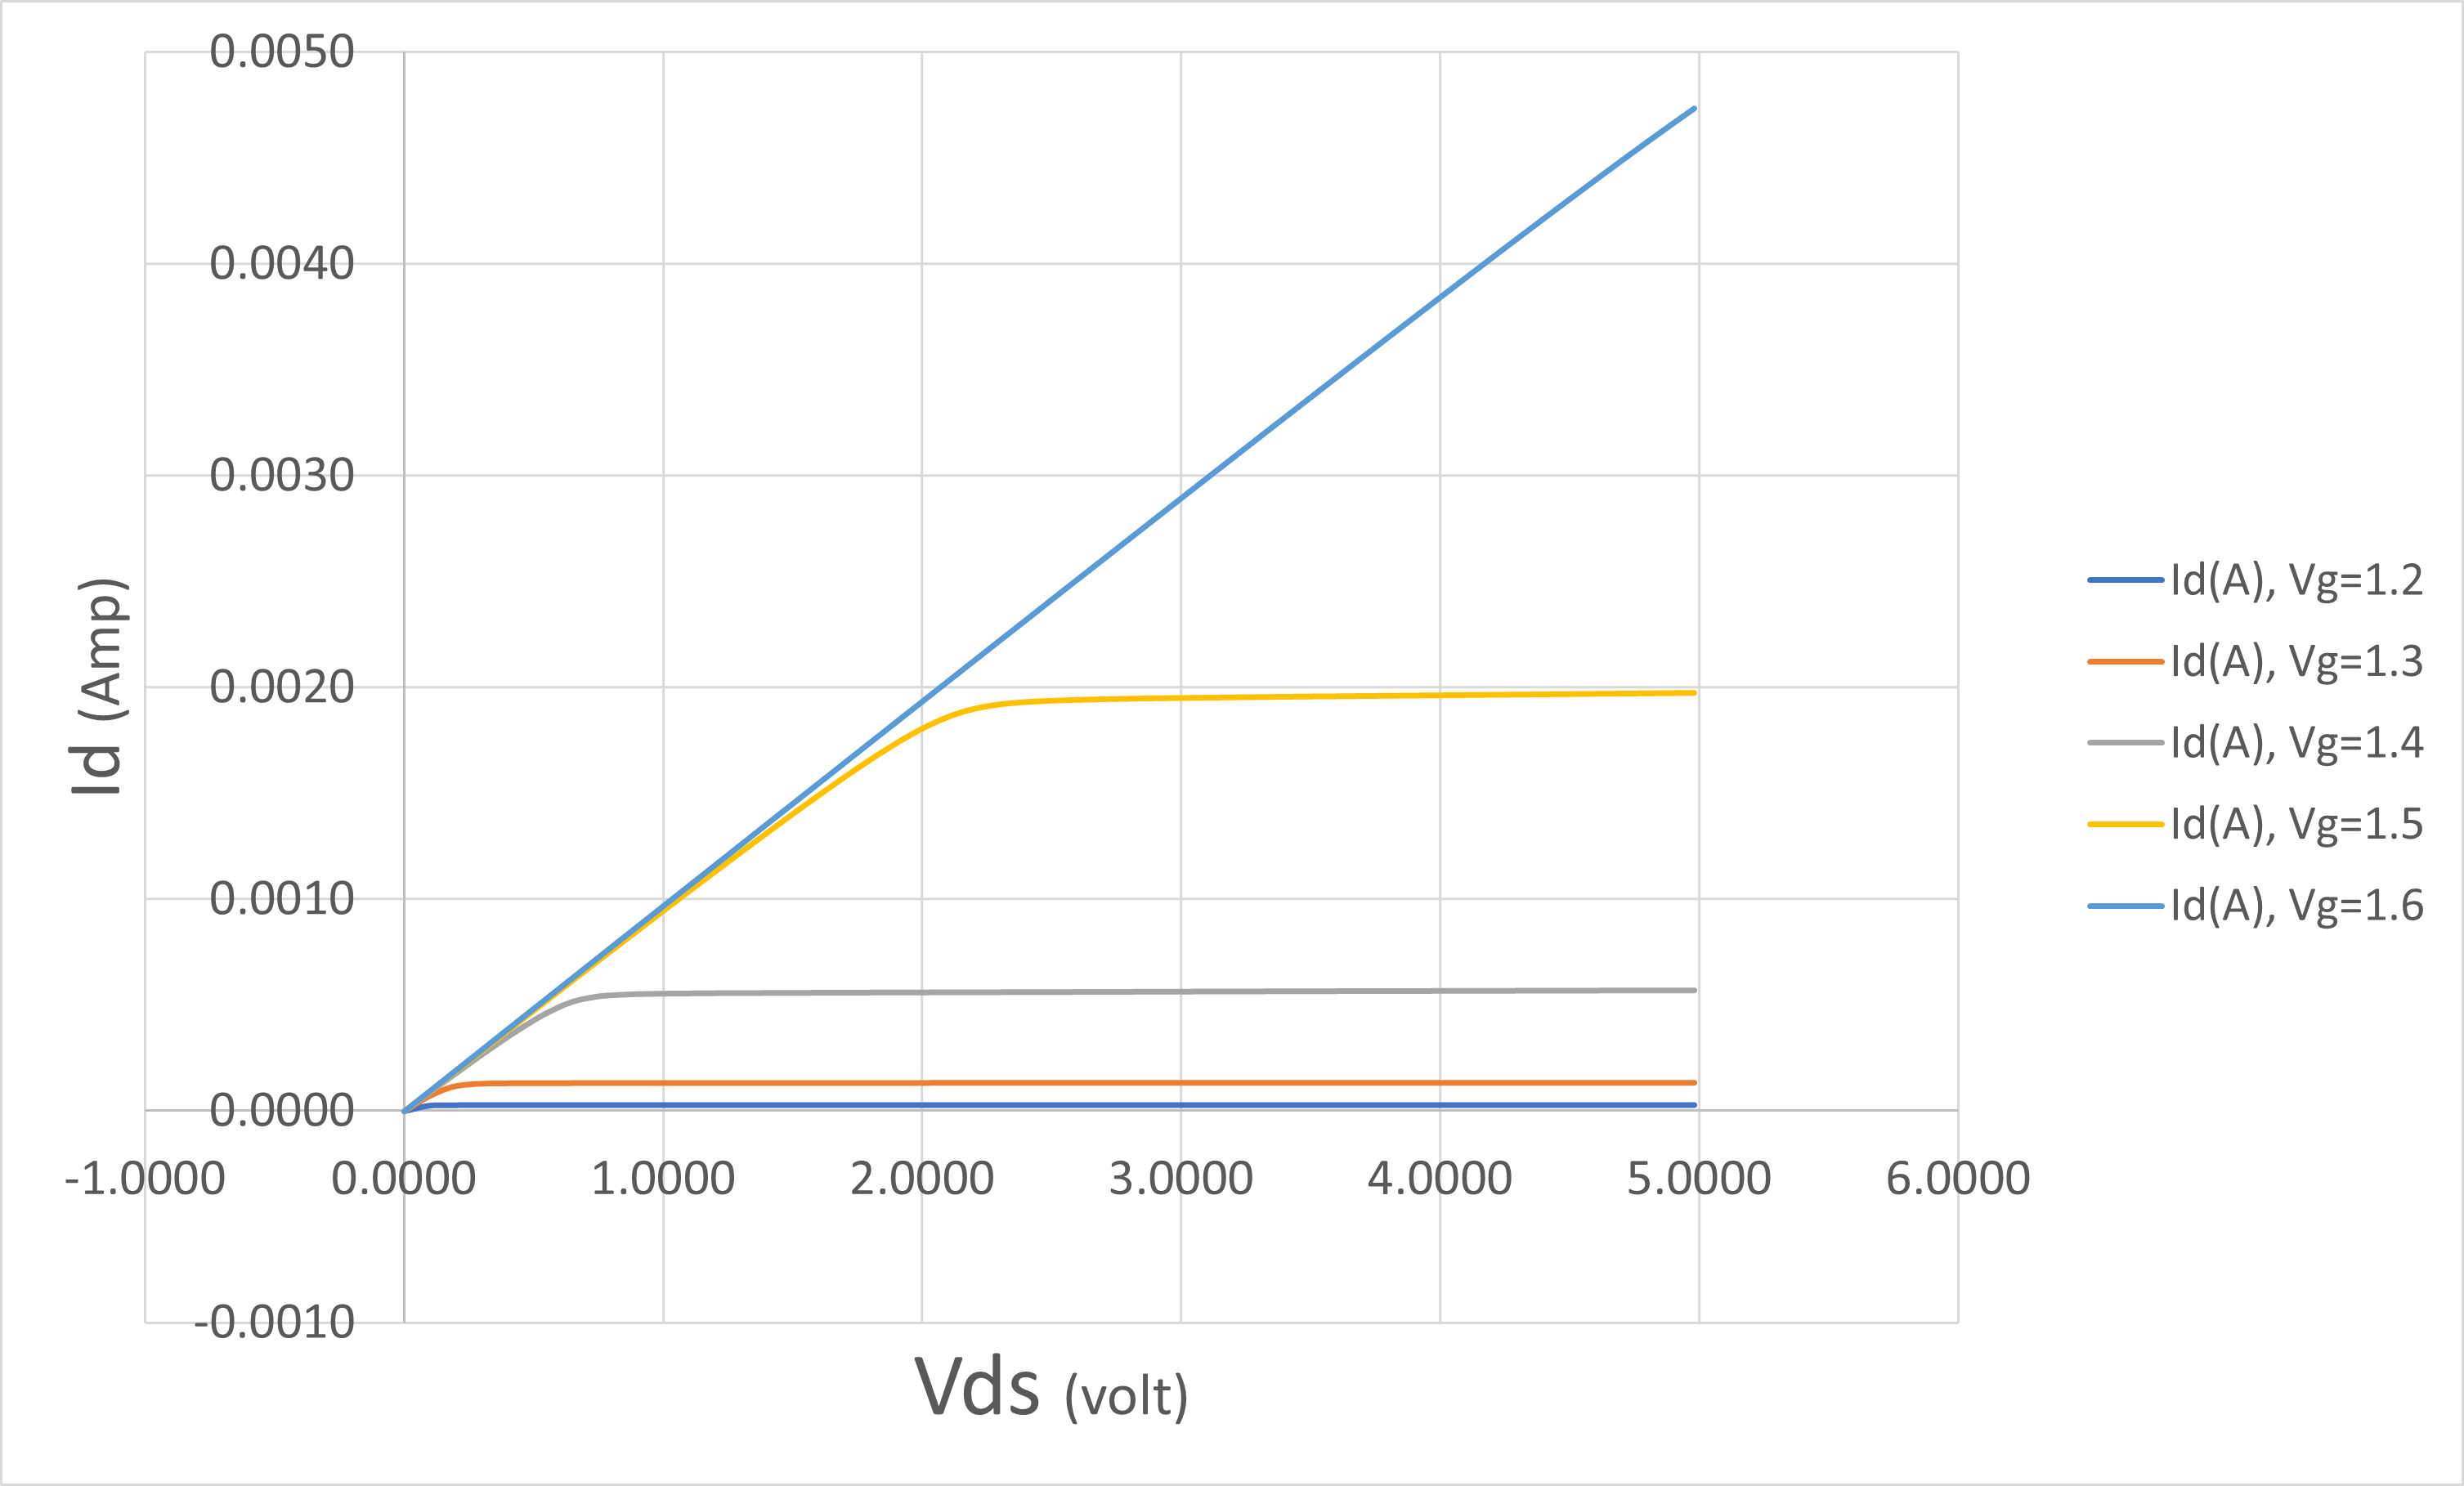 0.0050
0.0040
0.0030
0.0020
0.0010
0.0000
-0.0010
-1.0000 0.0000 1.0000 2.0000 3.0000 4.0000 5.0000 6.0000
Id (Amp)
Vds (volt)
Id(A), Vg=1.2
Id(A), Vg=1.3
Id(A), Vg=1.4
Id(A), Vg=1.5
Id(A), Vg=1.6